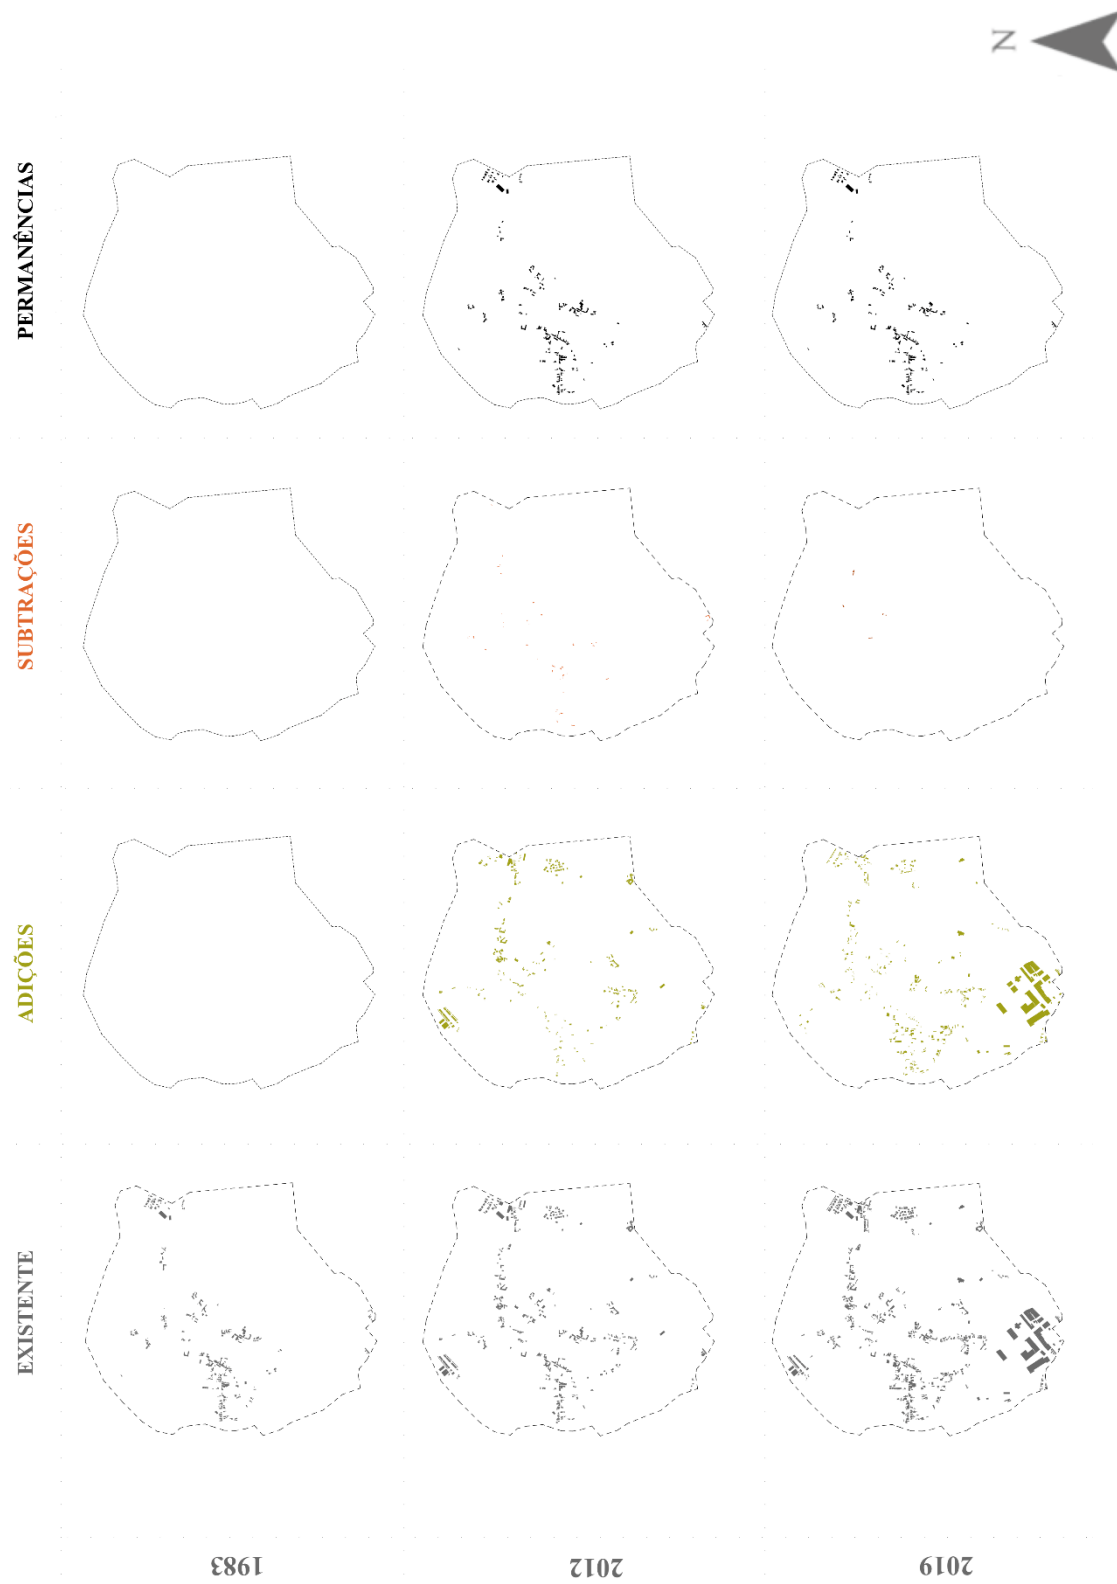 EXISTENTE
ADIÇÕES
SUBTRAÇÕES
PERMANÊNCIAS
1983
2012
2019
N